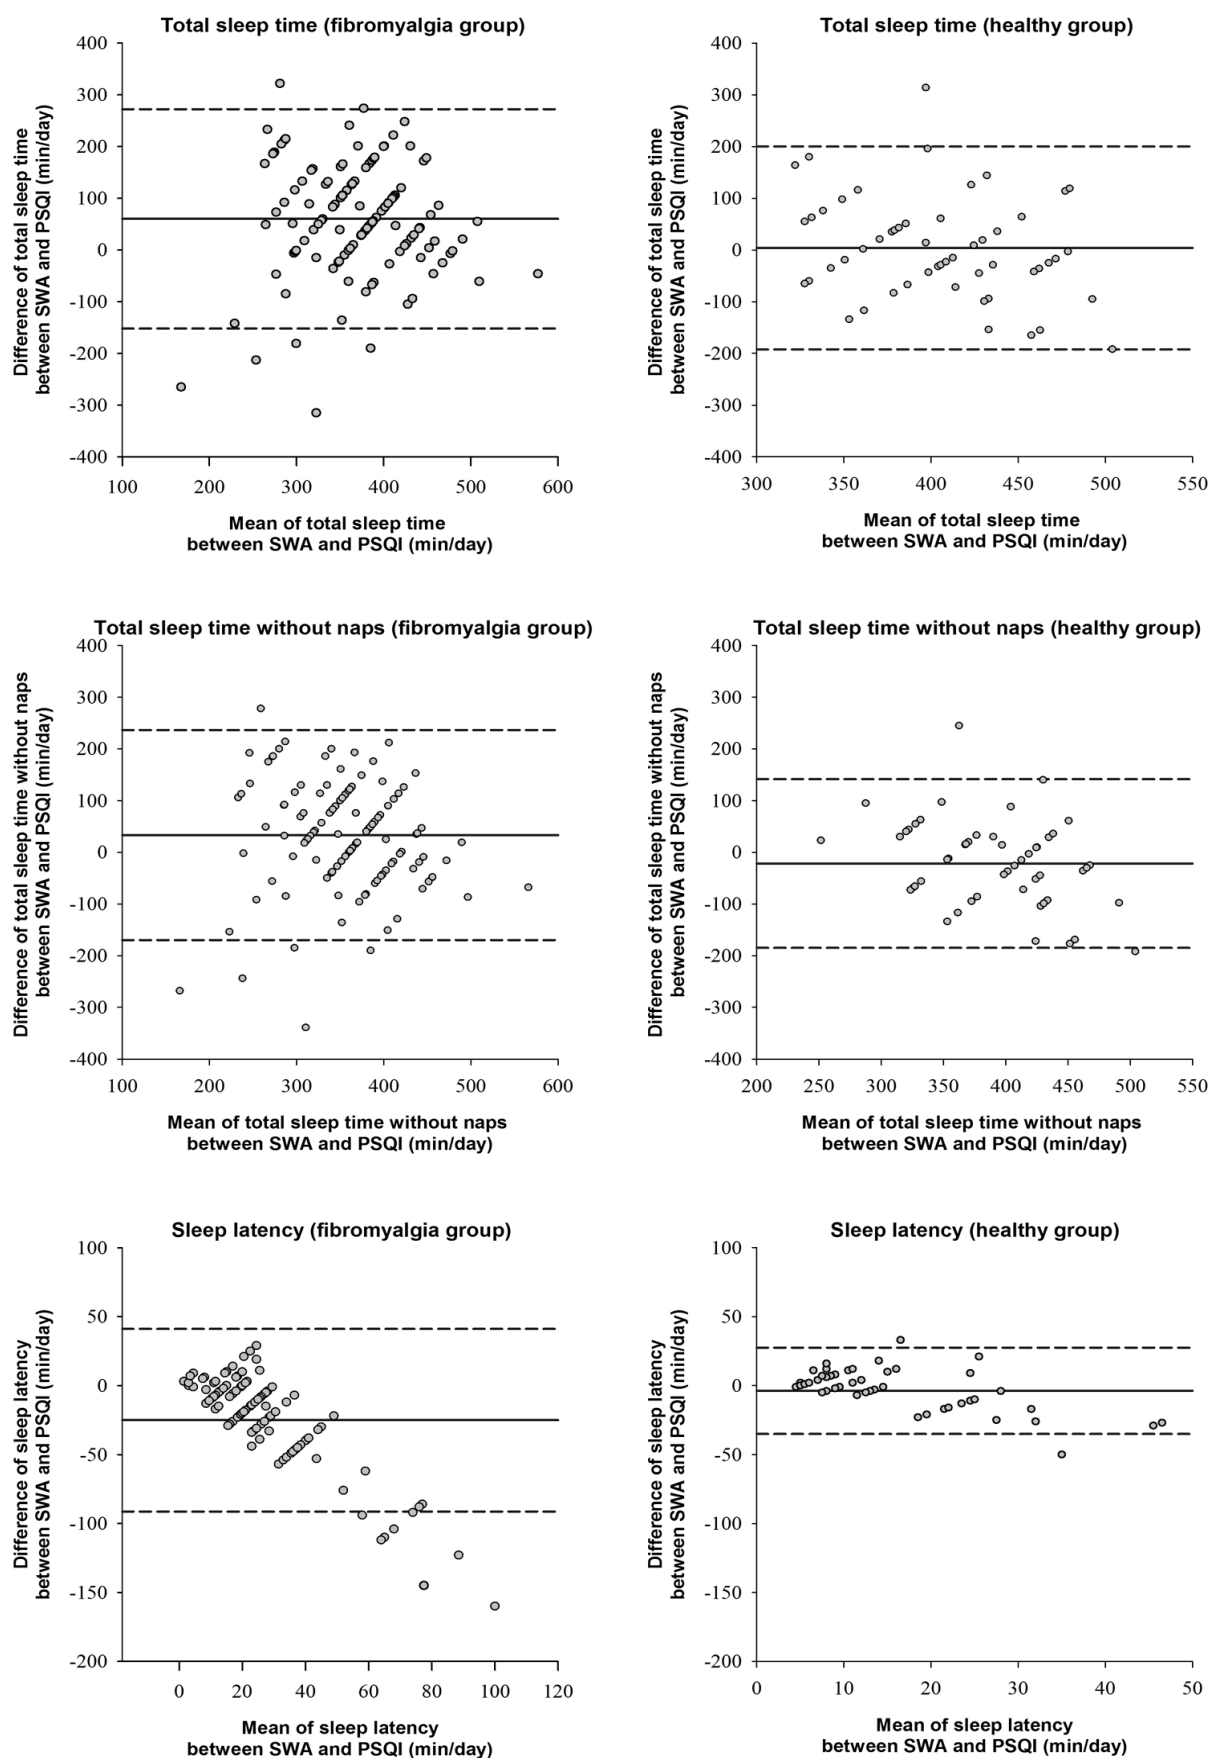 Total sleep time (fibromyalgia group)
400
300
200
100
0
-100
-200
-300
-400
Difference of total sleep time
between SWA and PSQI (min/day)
100 200 300 400 500 600
Mean of total sleep time
between SWA and PSQI (min/day)
Total sleep time (healthy group)
400
300
200
100
0
-100
-200
-300
-400
Difference of total sleep time
between SWA and PSQI (min/day)
300 350 400 450 500 550
Mean of total sleep time
between SWA and PSQI (min/day)
Total sleep time without naps (fibromyalgia group)
400
300
200
100
0
-100
-200
-300
-400
Difference of total sleep time without naps
between SWA and PSQI (min/day)
100 200 300 400 500 600
Mean of total sleep time without naps
between SWA and PSQI (min/day)
Total sleep time without naps (healthy group)
400
300
200
100
0
-100
-200
-300
-400
Difference of total sleep time without naps
between SWA and PSQI (min/day)
200 250 300 350 400 450 500 550
Mean of total sleep time without naps
between SWA and PSQI (min/day)
Sleep latency (fibromyalgia group)
100
50
0
-50
-100
-150
-200
Difference of sleep latency
between SWA and PSQI (min/day)
0 20 40 60 80 100 120
Mean of sleep latency
between SWA and PSQI (min/day)
Sleep latency (healthy group)
100
50
0
-50
-100
-150
-200
Difference of sleep latency
between SWA and PSQI (min/day)
0 10 20 30 40 50
Mean of sleep latency
between SWA and PSQI (min/day)